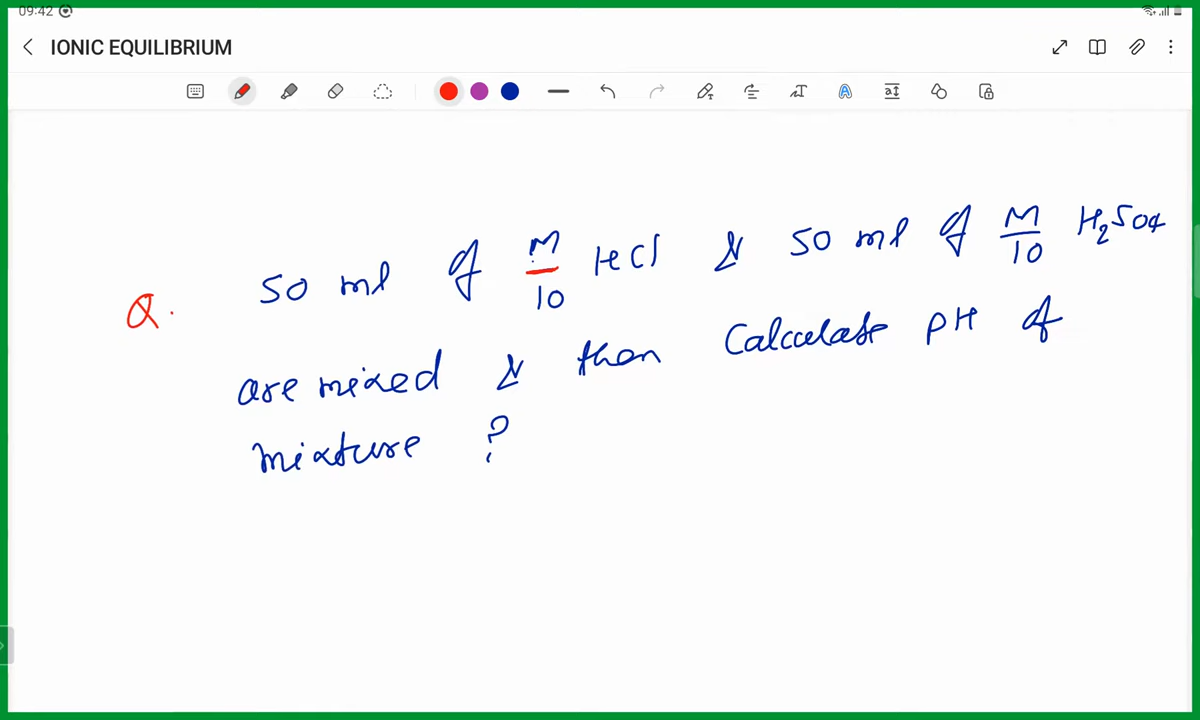 09:42
IONIC EQUILIBRIUM
Q. 50 ml of M/10 HCl & 50 ml of M/10 H2SO4
are mixed & then Calculate pH of
mixture ?